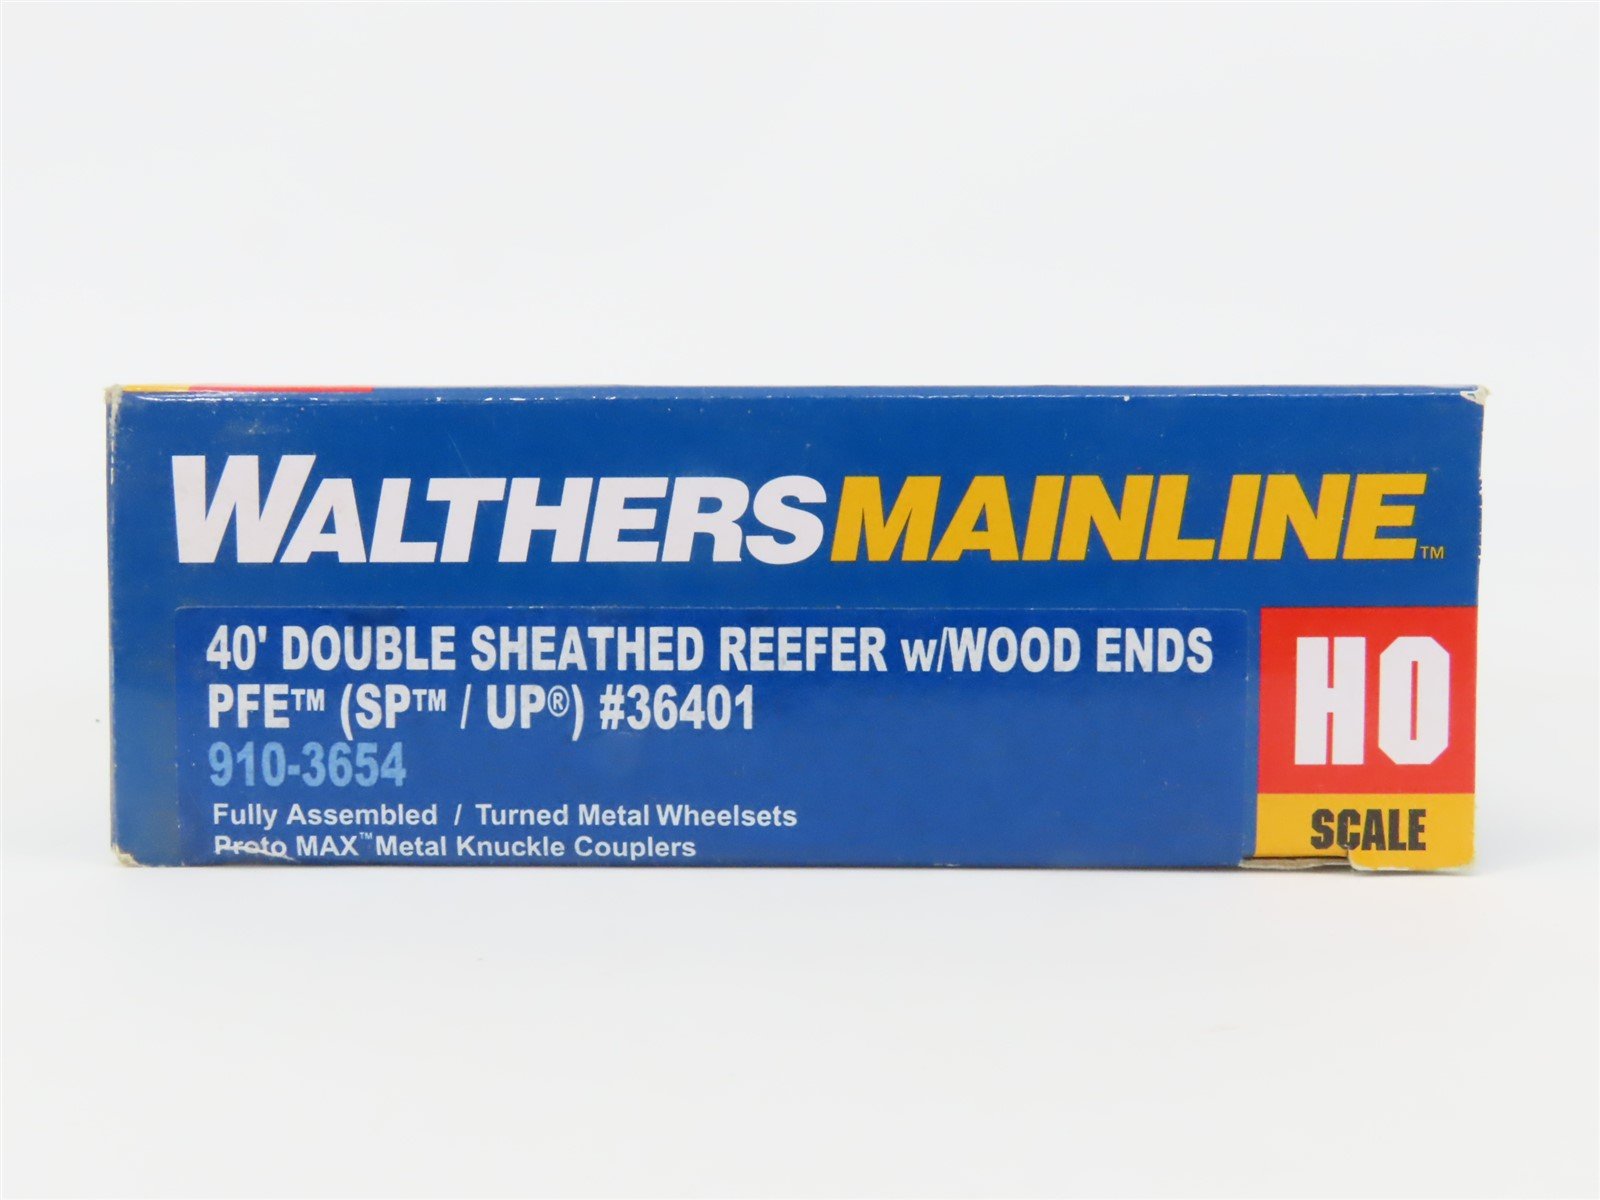 WALTHERSMAINLINE™
40' DOUBLE SHEATHED REEFER w/WOOD ENDS
PFE™ (SP™ / UP®) #36401
910-3654
Fully Assembled / Turned Metal Wheelsets
Proto MAX™ Metal Knuckle Couplers
HO
SCALE